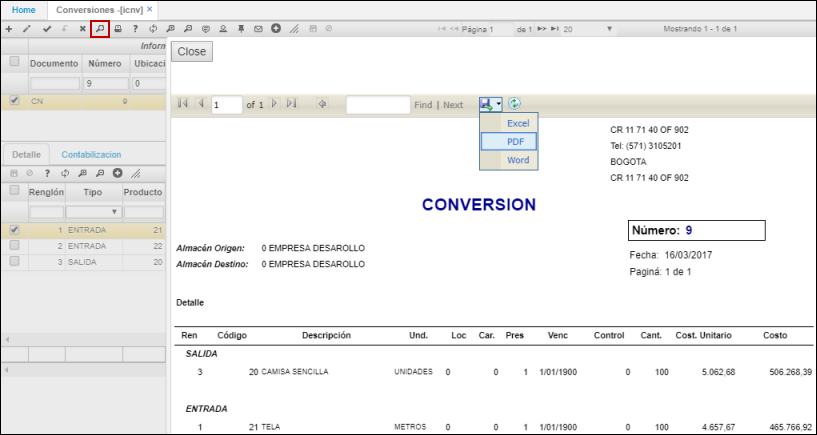 Home Conversiones -[icnv] ×
Página 1 de 1 20 Mostrando 1 - 1 de 1
Inform
Close
Documento Número Ubicaci
9 0
CN 9
1 of 1 Find | Next
Excel
PDF
Word
CR 11 71 40 OF 902
Tel: (571) 3105201
BOGOTA
CR 11 71 40 OF 902
Detalle Contabilizacion
Renglón Tipo Producto
1 ENTRADA 21
2 ENTRADA 22
3 SALIDA 20
CONVERSION
Número: 9
Almacén Origen: 0 EMPRESA DESAROLLO
Fecha: 16/03/2017
Almacén Destino: 0 EMPRESA DESAROLLO
Paginá: 1 de 1
Detalle
Ren Código Descripción Und. Loc Car. Pres Venc Control Cant. Cost. Unitario Costo
SALIDA
3 20 CAMISA SENCILLA UNIDADES 0 0 1 1/01/1900 0 100 5.062,68 506.268,39
ENTRADA
1 21 TELA METROS 0 0 1 1/01/1900 0 100 4.657,67 465.766,92